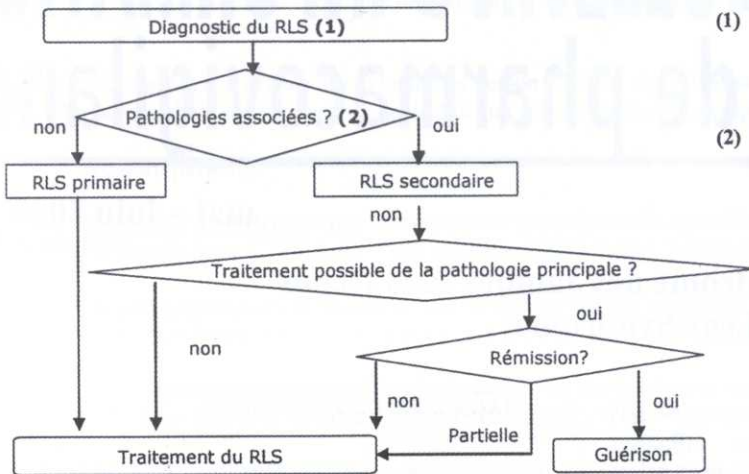 Diagnostic du RLS (1)
(1)
non
Pathologies associées ? (2)
oui
(2)
RLS primaire
RLS secondaire
non
Traitement possible de la pathologie principale ?
oui
non
Rémission?
non
oui
Partielle
Traitement du RLS
Guérison